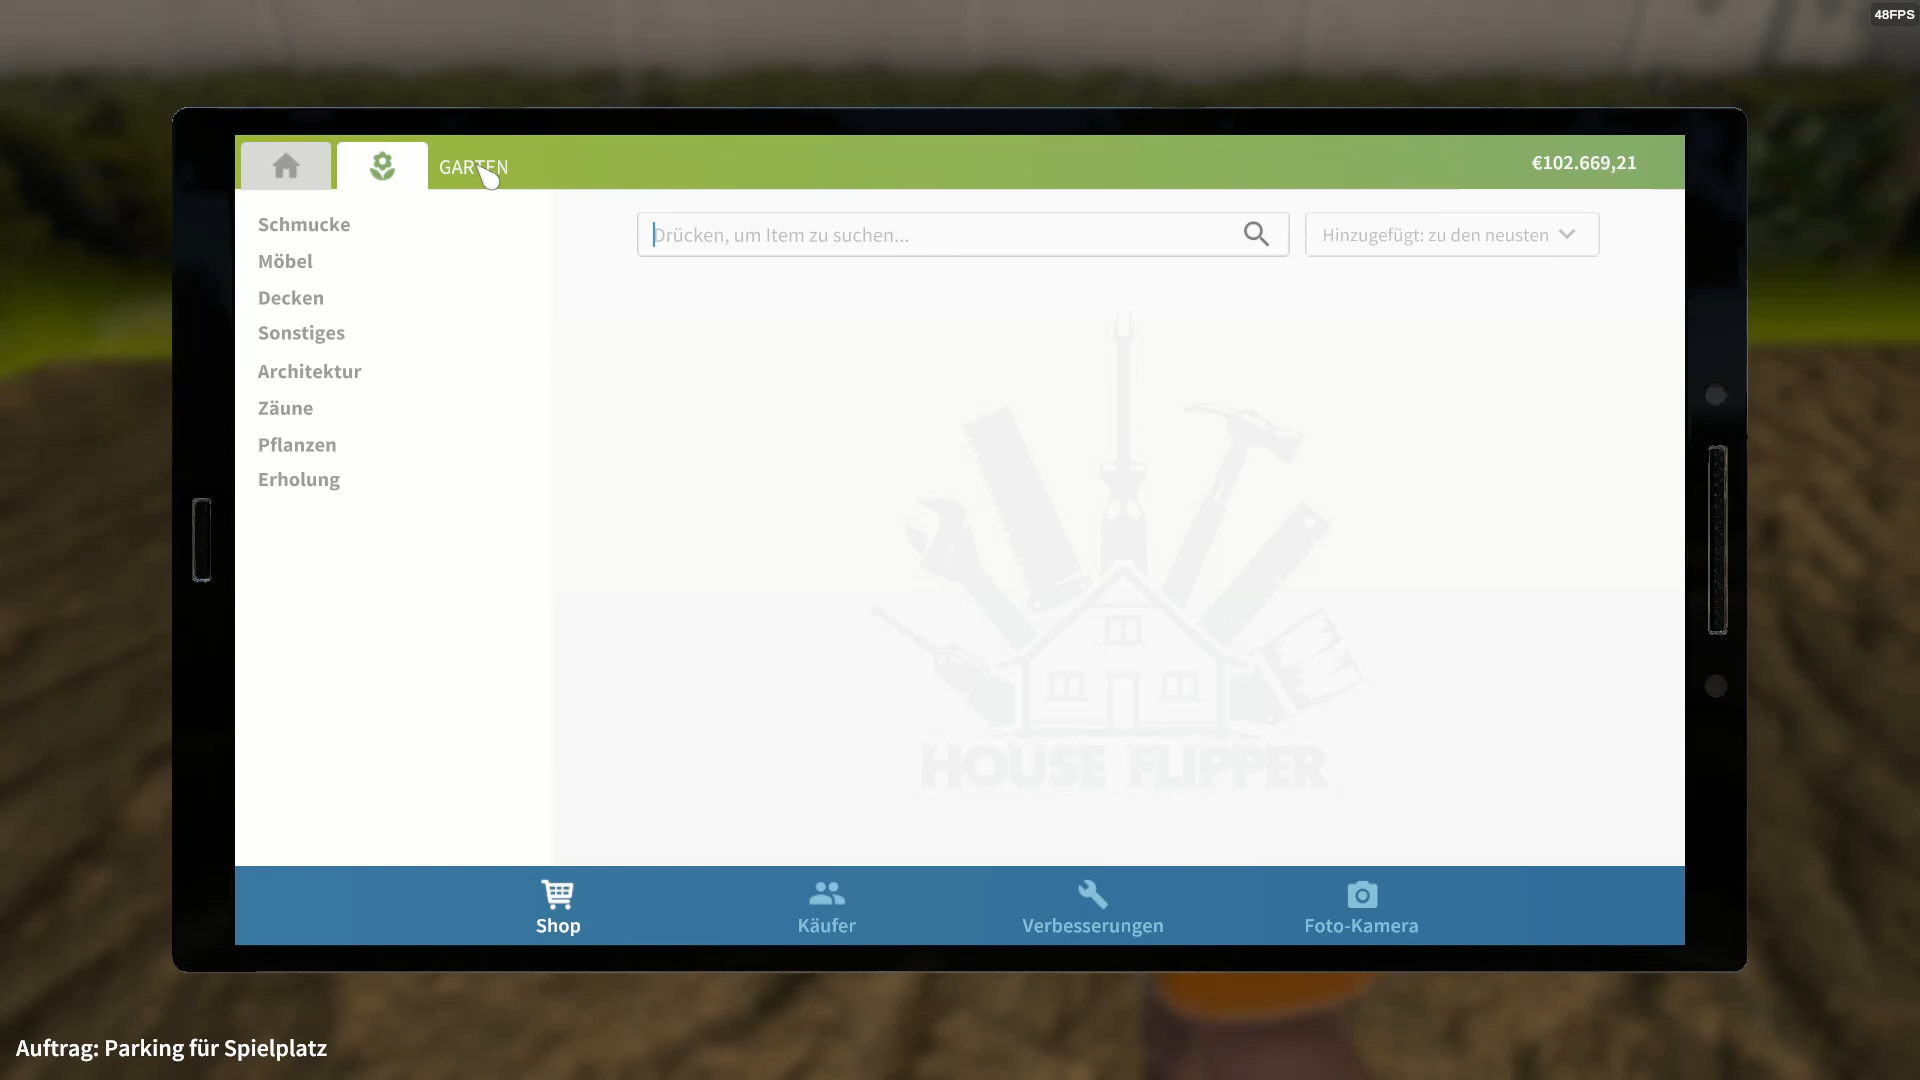 48FPS
GARTEN
€102.669,21
Schmucke
Möbel
Decken
Sonstiges
Architektur
Zäune
Pflanzen
Erholung
Drücken, um Item zu suchen...
Hinzugefügt: zu den neusten
HOUSE FLIPPER
Shop
Käufer
Verbesserungen
Foto-Kamera
Auftrag: Parking für Spielplatz